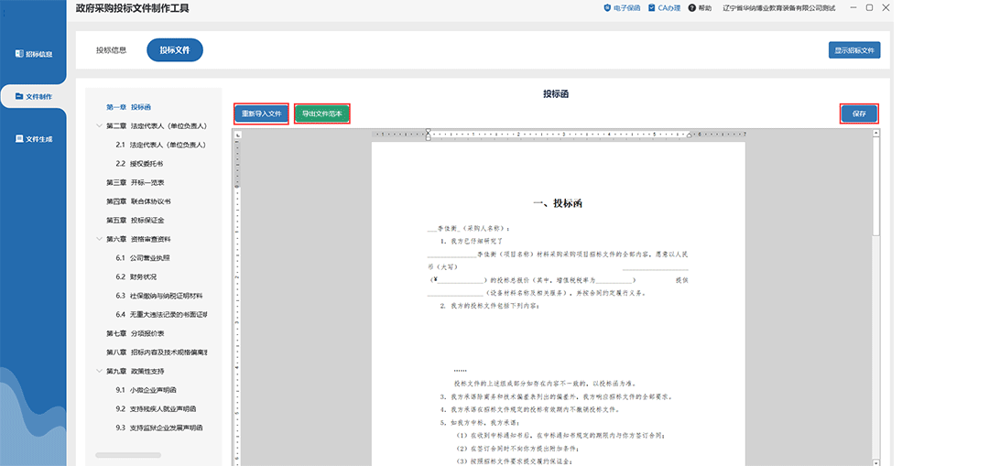 政府采购投标文件制作工具
电子保函 CA办理 帮助 辽宁省华纳博业教育装备有限公司测试
招标信息
文件制作
文件生成
投标信息 投标文件 显示招标文件
第一章 投标函
第二章 法定代表人（单位负责人）
2.1 法定代表人（单位负责人）
2.2 授权委托书
第三章 开标一览表
第四章 联合体协议书
第五章 投标保证金
第六章 资格审查资料
6.1 公司营业执照
6.2 财务状况
6.3 社保缴纳与纳税证明材料
6.4 无重大违法记录的书面证明
第七章 分项报价表
第八章 招标内容及技术规格偏离表
第九章 政策性支持
9.1 小微企业声明函
9.2 支持残疾人就业声明函
9.3 支持监狱企业发展声明函
投标函
重新导入文件 导出文件范本 保存
一、投标函
___李佳衡_（采购人名称）：
1．我方已仔细研究了
______________李佳衡（项目名称）材料采购采购项目招标文件的全部内容，愿意以人民
币（大写） __________________
（¥______________）的投标总报价（其中，增值税税率为___________） 提供
________________（设备材料名称及相关服务），并按合同约定履行义务。
2．我方的投标文件包括下列内容：
……
投标文件的上述组成部分如存在内容不一致的，以投标函为准。
3．我方承诺除商务和技术偏差表列出的偏差外，我方响应招标文件的全部要求。
4．我方承诺在招标文件规定的投标有效期内不撤销投标文件。
5．如我方中标，我方承诺：
（1）在收到中标通知书后，在中标通知书规定的期限内与你方签订合同；
（2）在签订合同时不向你方提出附加条件；
（3）按照招标文件要求提交履约保证金；